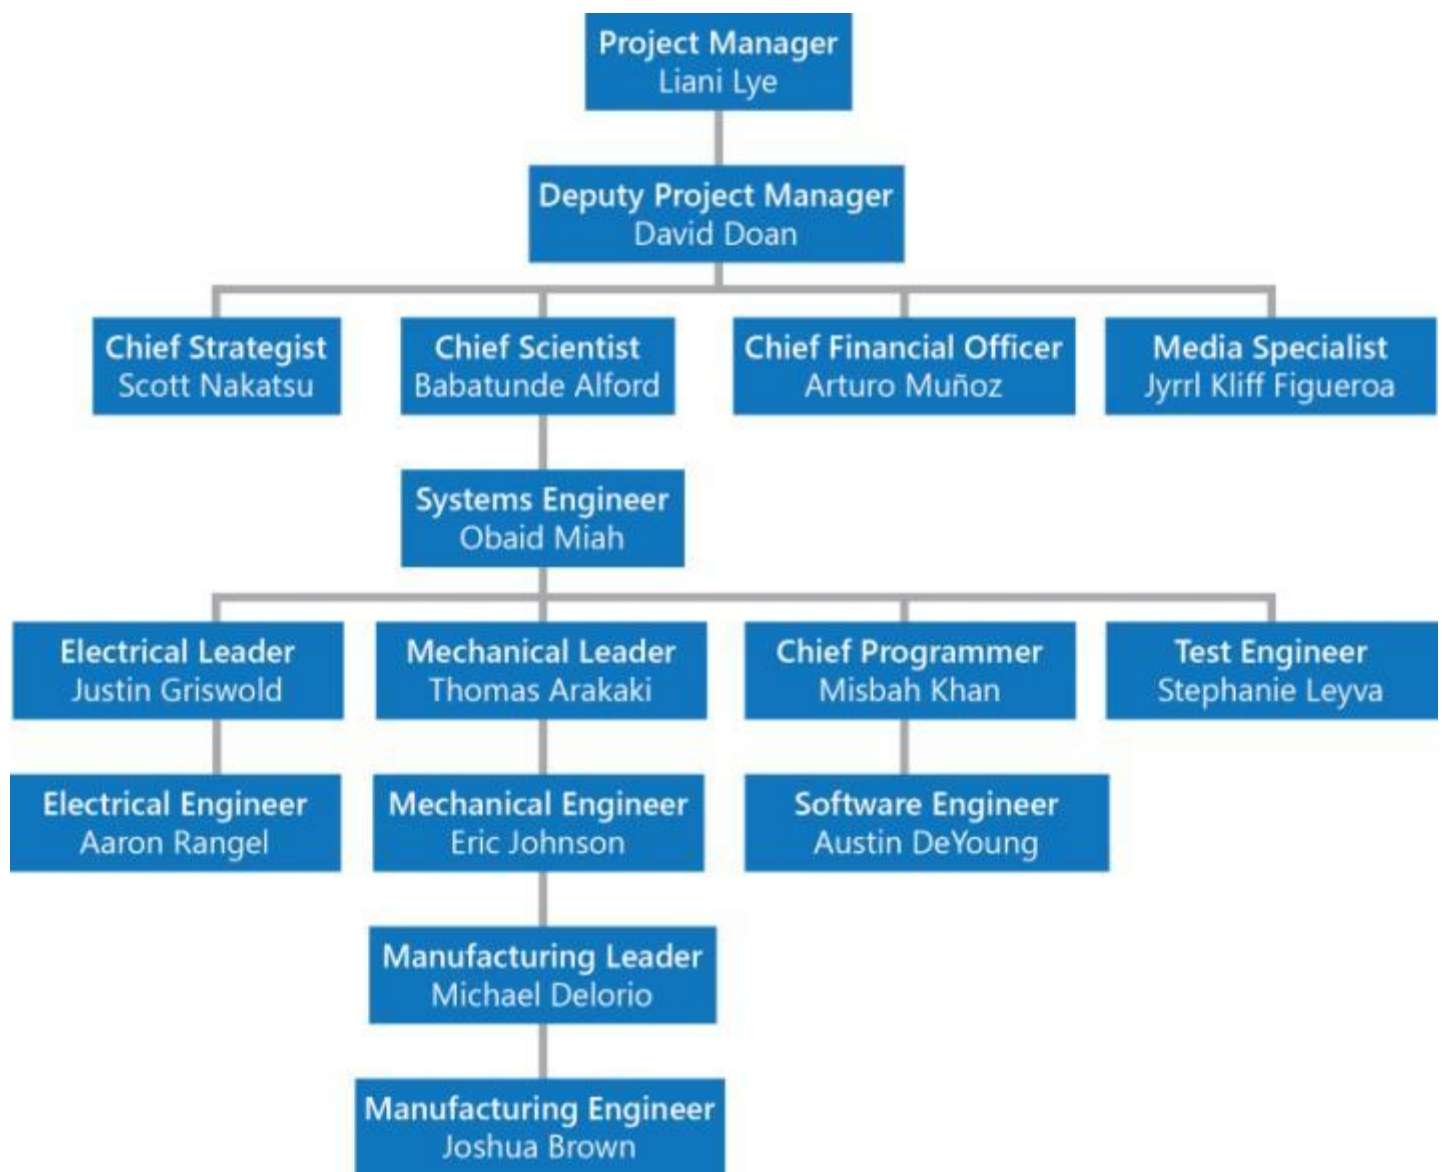 Project Manager
Liani Lye
Deputy Project Manager
David Doan
Chief Strategist
Scott Nakatsu
Chief Scientist
Babatunde Alford
Chief Financial Officer
Arturo Muñoz
Media Specialist
Jyrrl Kliff Figueroa
Systems Engineer
Obaid Miah
Electrical Leader
Justin Griswold
Mechanical Leader
Thomas Arakaki
Chief Programmer
Misbah Khan
Test Engineer
Stephanie Leyva
Electrical Engineer
Aaron Rangel
Mechanical Engineer
Eric Johnson
Software Engineer
Austin DeYoung
Manufacturing Leader
Michael Delorio
Manufacturing Engineer
Joshua Brown